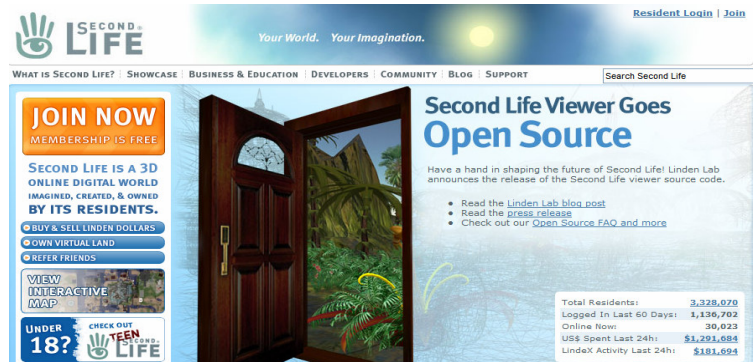 Resident Login | Join
SECOND LIFE
Your World. Your Imagination.
WHAT IS SECOND LIFE? | SHOWCASE | BUSINESS & EDUCATION | DEVELOPERS | COMMUNITY | BLOG | SUPPORT
Search Second Life
JOIN NOW
MEMBERSHIP IS FREE
SECOND LIFE IS A 3D
ONLINE DIGITAL WORLD
IMAGINED, CREATED, & OWNED
BY ITS RESIDENTS.
BUY & SELL LINDEN DOLLARS
OWN VIRTUAL LAND
REFER FRIENDS
VIEW
INTERACTIVE
MAP
UNDER
18?
CHECK OUT
TEEN
SECOND
LIFE
Second Life Viewer Goes
Open Source
Have a hand in shaping the future of Second Life! Linden Lab
announces the release of the Second Life viewer source code.
• Read the Linden Lab blog post
• Read the press release
• Check out our Open Source FAQ and more
Total Residents: 3,328,070
Logged In Last 60 Days: 1,136,702
Online Now: 30,023
US$ Spent Last 24h: $1,291,684
LindeX Activity Last 24h: $181,694